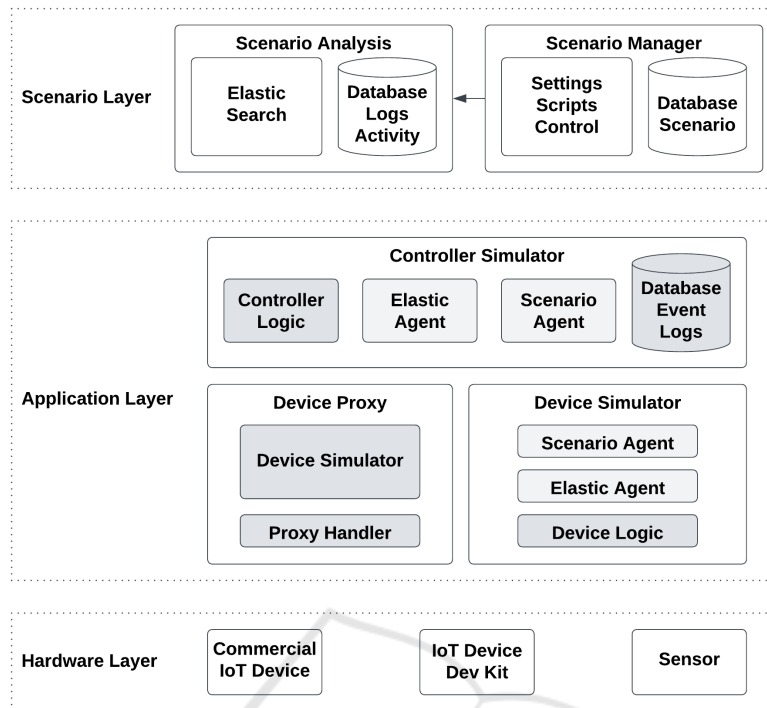 Scenario Layer
Scenario Analysis
Elastic
Search
Database
Logs
Activity
Scenario Manager
Settings
Scripts
Control
Database
Scenario
Application Layer
Controller Simulator
Controller
Logic
Elastic
Agent
Scenario
Agent
Database
Event
Logs
Device Proxy
Device Simulator
Proxy Handler
Device Simulator
Scenario Agent
Elastic Agent
Device Logic
Hardware Layer
Commercial
IoT Device
IoT Device
Dev Kit
Sensor